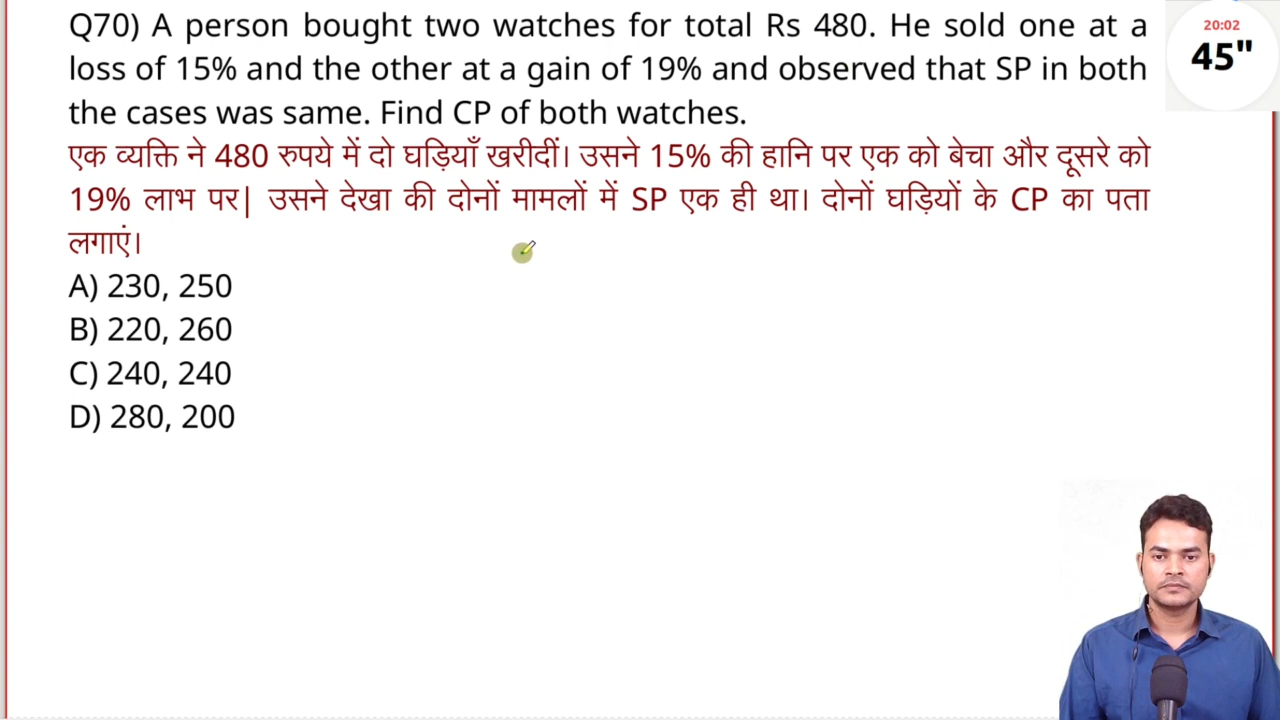 Q70) A person bought two watches for total Rs 480. He sold one at a
loss of 15% and the other at a gain of 19% and observed that SP in both
the cases was same. Find CP of both watches.
एक व्यक्ति ने 480 रुपये में दो घड़ियाँ खरीदीं। उसने 15% की हानि पर एक को बेचा और दूसरे को
19% लाभ पर| उसने देखा की दोनों मामलों में SP एक ही था। दोनों घड़ियों के CP का पता
लगाएं।
A) 230, 250
B) 220, 260
C) 240, 240
D) 280, 200
20:02
45"